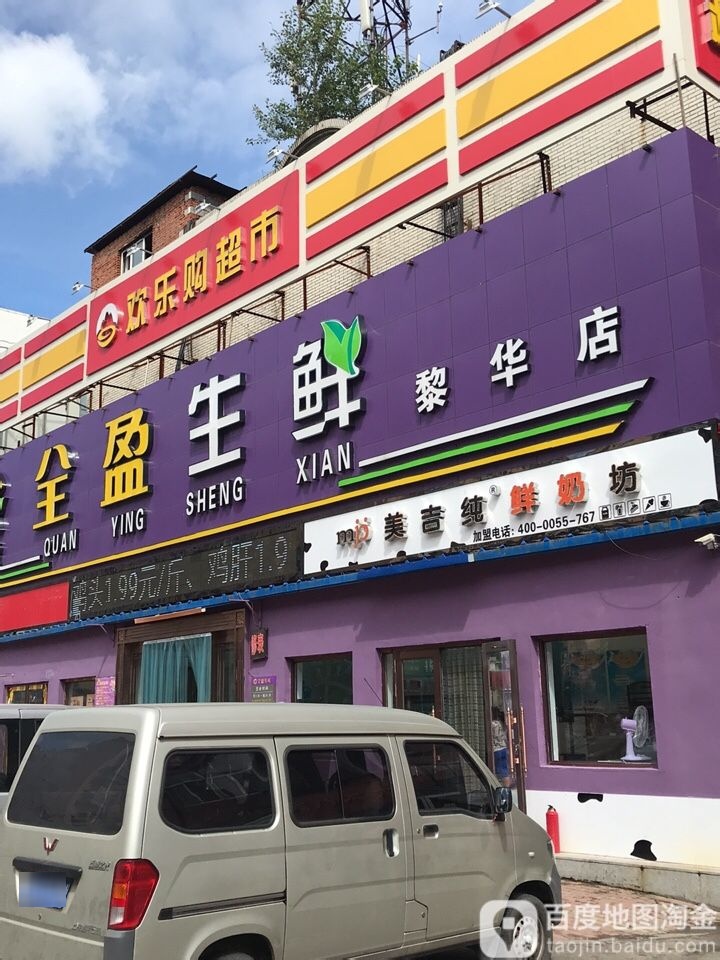 欢乐购超市
全盈生鲜 黎华店
QUAN YING SHENG XIAN
美吉纯® 鲜奶坊
加盟电话:400-0055-767
鸭头1.99元/斤、鸡肝1.9
百度地图淘金
taojin.baidu.com